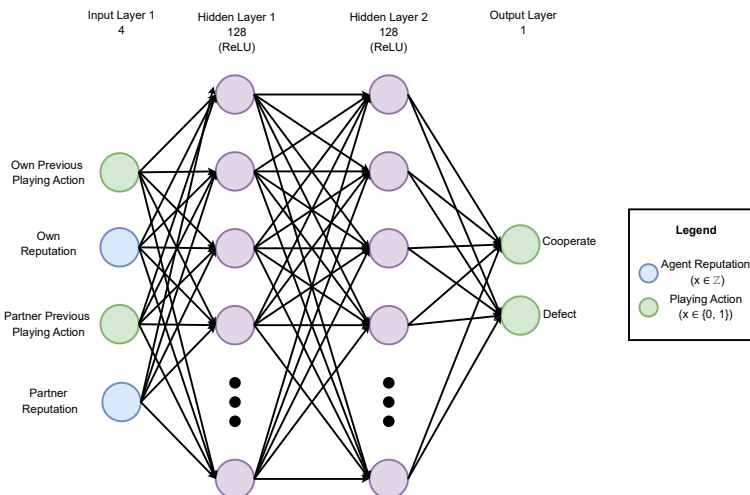 Input Layer 1
4
Hidden Layer 1
128
(ReLU)
Hidden Layer 2
128
(ReLU)
Output Layer
1
Own Previous
Playing Action
Own
Reputation
Partner Previous
Playing Action
Partner
Reputation
Cooperate
Defect
Legend
Agent Reputation
(x ∈ ℤ)
Playing Action
(x ∈ {0, 1})